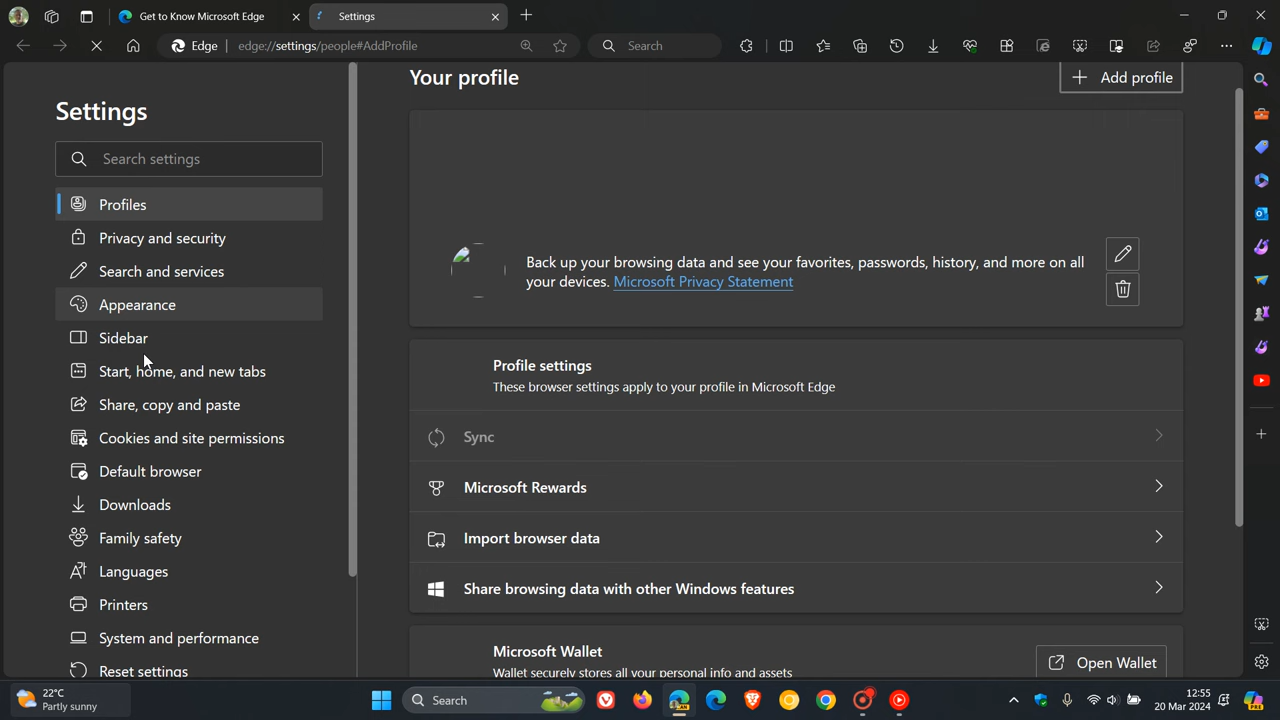 Get to Know Microsoft Edge
Settings
Edge
edge://settings/people#AddProfile
Search
Settings
Search settings
Profiles
Privacy and security
Search and services
Appearance
Sidebar
Start, home, and new tabs
Share, copy and paste
Cookies and site permissions
Default browser
Downloads
Family safety
Languages
Printers
System and performance
Reset settings
Your profile
Add profile
Back up your browsing data and see your favorites, passwords, history, and more on all
your devices. Microsoft Privacy Statement
Profile settings
These browser settings apply to your profile in Microsoft Edge
Sync
Microsoft Rewards
Import browser data
Share browsing data with other Windows features
Microsoft Wallet
Wallet securely stores all your personal info and assets
Open Wallet
22°C
Partly sunny
Search
CAN
12:55
20 Mar 2024
PRE